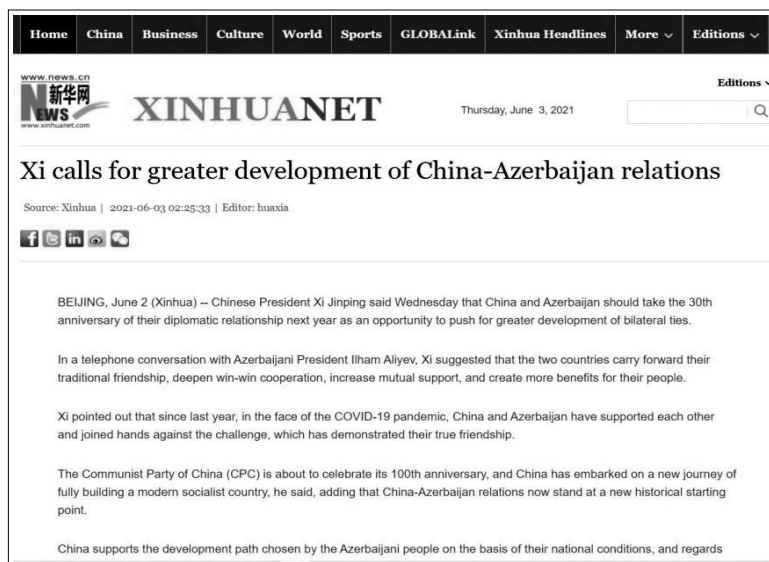 Home China Business Culture World Sports GLOBALink Xinhua Headlines More Editions
www.news.cn
新华网
NEWS
www.xinhuanet.com
XINHUANET
Thursday, June 3, 2021
Editions
Xi calls for greater development of China-Azerbaijan relations
Source: Xinhua | 2021-06-03 02:25:33 | Editor: huaxia
BEIJING, June 2 (Xinhua) -- Chinese President Xi Jinping said Wednesday that China and Azerbaijan should take the 30th
anniversary of their diplomatic relationship next year as an opportunity to push for greater development of bilateral ties.
In a telephone conversation with Azerbaijani President Ilham Aliyev, Xi suggested that the two countries carry forward their
traditional friendship, deepen win-win cooperation, increase mutual support, and create more benefits for their people.
Xi pointed out that since last year, in the face of the COVID-19 pandemic, China and Azerbaijan have supported each other
and joined hands against the challenge, which has demonstrated their true friendship.
The Communist Party of China (CPC) is about to celebrate its 100th anniversary, and China has embarked on a new journey of
fully building a modern socialist country, he said, adding that China-Azerbaijan relations now stand at a new historical starting
point.
China supports the development path chosen by the Azerbaijani people on the basis of their national conditions, and regards